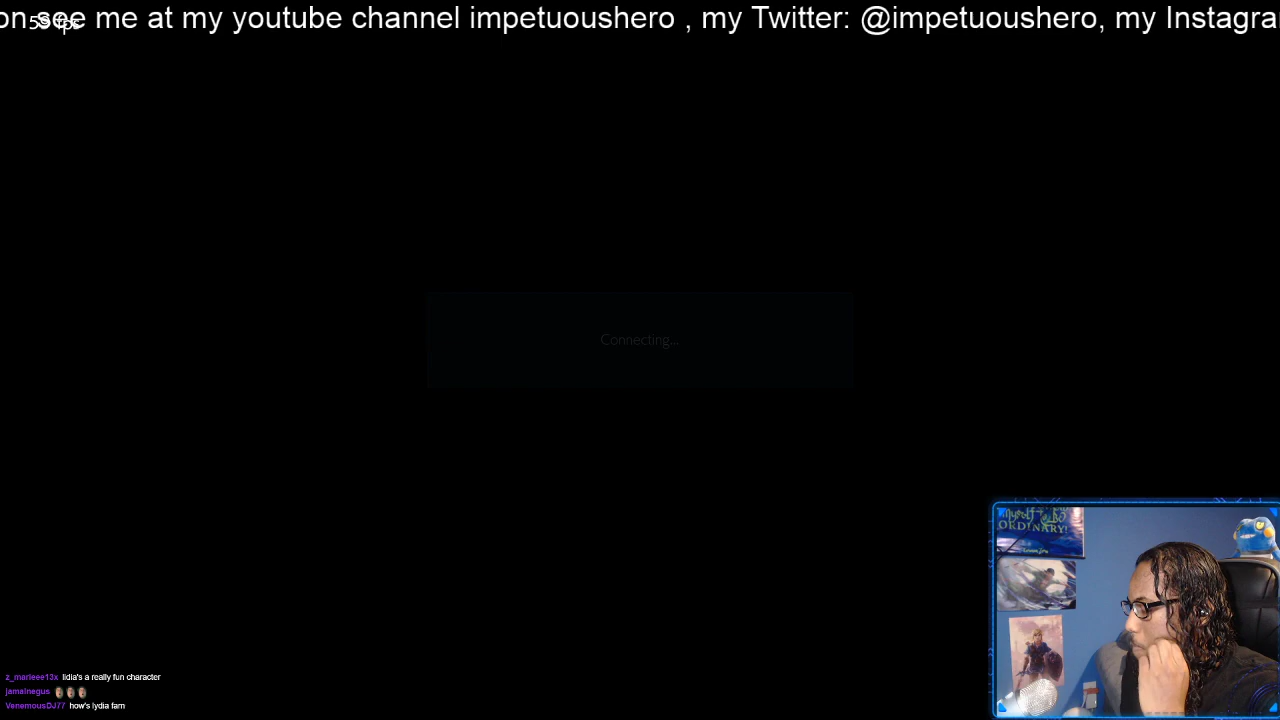 on see me at my youtube channel impetuoushero , my Twitter: @impetuoushero, my Instagra
Connecting...
ORDINARY!
z_marieee13x lidia's a really fun character
jamalnegus
VenemousDJ77 how's lydia fam